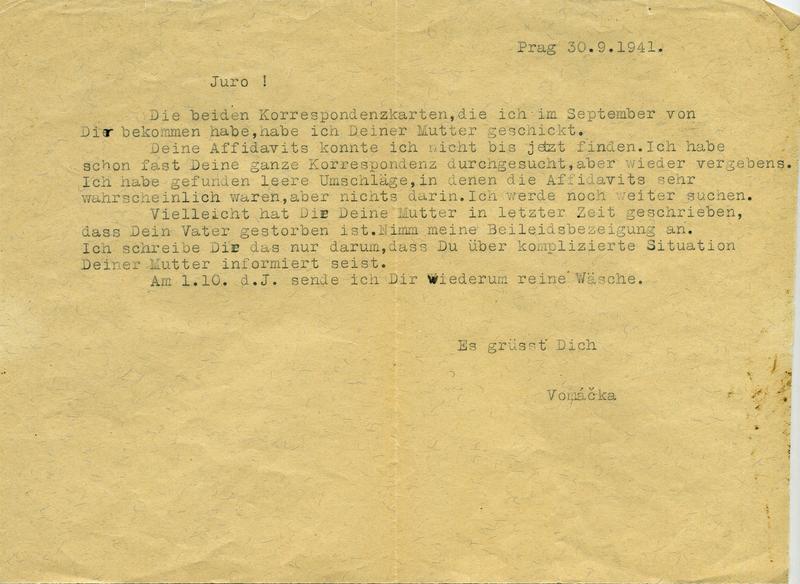 Prag 30.9.1941.
Juro !
Die beiden Korrespondenzkarten,die ich im September von
Dir bekommen habe,habe ich Deiner Mutter geschickt.
Deine Affidavits konnte ich nicht bis jetzt finden.Ich habe
schon fast Deine ganze Korrespondenz durchgesucht,aber wieder vergebens.
Ich habe gefunden leere Umschläge,in denen die Affidavits sehr
wahrscheinlich waren,aber nichts darin.Ich werde noch weiter suchen.
Vielleicht hat Dir Deine Mutter in letzter Zeit geschrieben,
dass Dein Vater gestorben ist.Nimm meine Beileidsbezeigung an.
Ich schreibe Dir das nur darum,dass Du über komplizierte Situation
Deiner Mutter informiert seist.
Am 1.10. d.J. sende ich Dir wiederum reine Wäsche.
Es grüsst Dich
Vomáčka